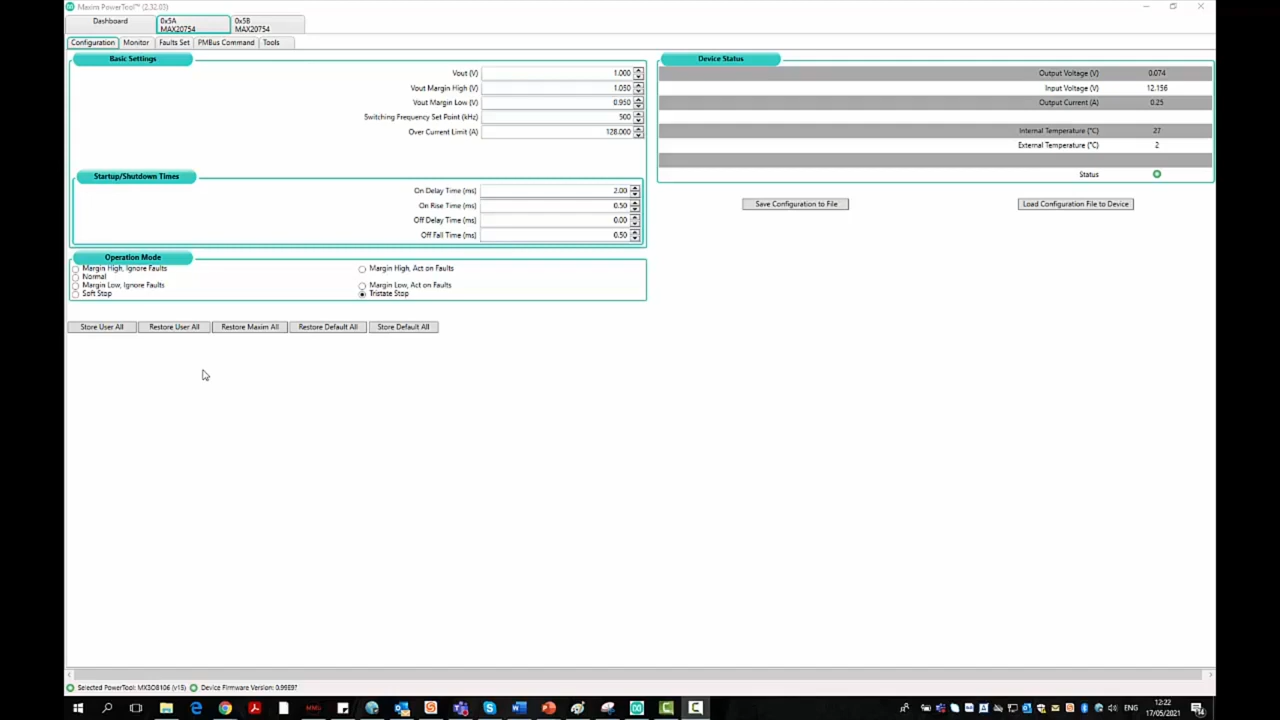 Maxim PowerTool™ (2.32.05)
Dashboard
0x5A
MAX20754
0x5B
MAX20754
Configuration Monitor Faults Set PMBus Command Tools
Basic Settings
Vout (V) 1.000
Vout Margin High (V) 1.050
Vout Margin Low (V) 0.950
Switching Frequency Set Point (kHz) 500
Over Current Limit (A) 128.000
Startup/Shutdown Times
On Delay Time (ms) 2.00
On Rise Time (ms) 0.50
Off Delay Time (ms) 0.00
Off Fall Time (ms) 0.50
Operation Mode
Margin High, Ignore Faults Margin High, Act on Faults
Normal
Margin Low, Ignore Faults Margin Low, Act on Faults
Soft Stop Tristate Stop
Store User All Restore User All Restore Maxim All Restore Default All Store Default All
Device Status
Output Voltage (V) 0.074
Input Voltage (V) 12.156
Output Current (A) 0.25
Internal Temperature (°C) 27
External Temperature (°C) 2
Status
Save Configuration to File Load Configuration File to Device
Selected PowerTool: MX3O8106 (v15) Device Firmware Version: 0.99E9?
ENG
12:22
17/05/2021